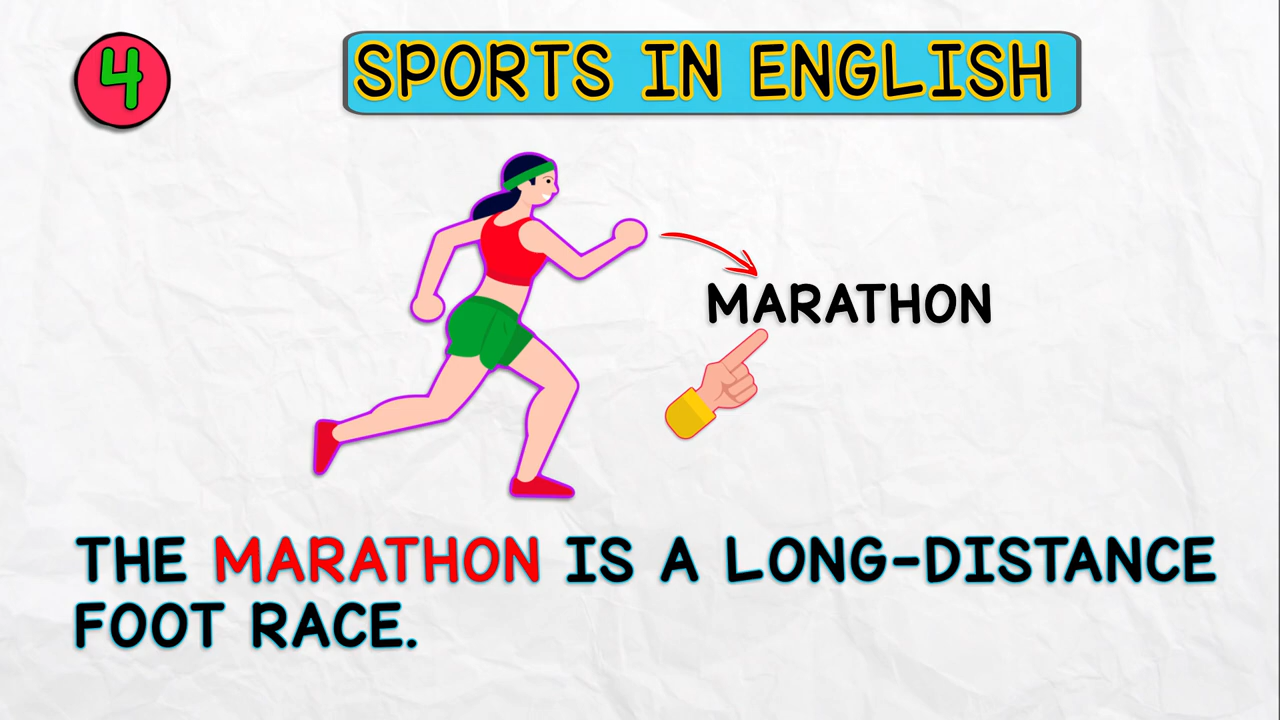 4
SPORTS IN ENGLISH
MARATHON
THE MARATHON IS A LONG-DISTANCE
FOOT RACE.